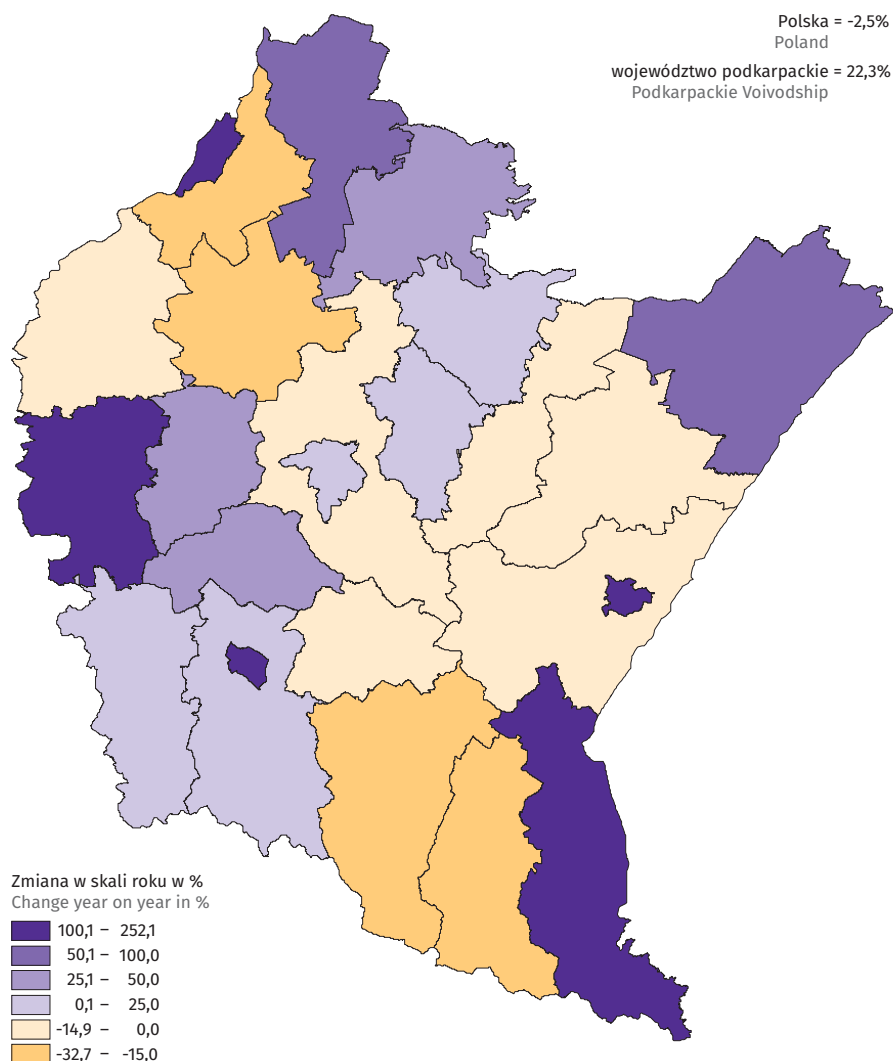 Polska = -2,5%
Poland
województwo podkarpackie = 22,3%
Podkarpackie Voivodship
Zmiana w skali roku w %
Change year on year in %
100,1 – 252,1
50,1 – 100,0
25,1 – 50,0
0,1 – 25,0
-14,9 – 0,0
-32,7 – -15,0